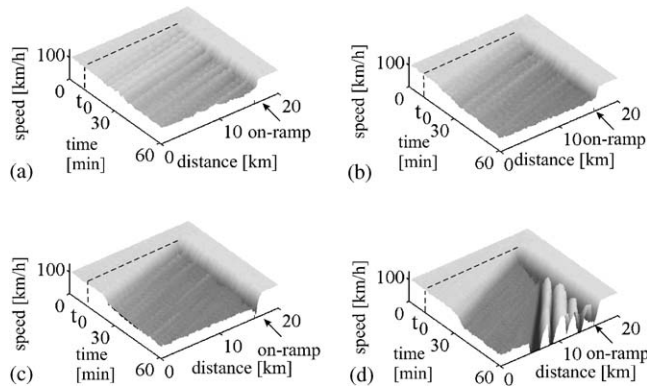 speed [km/h]
100
0
t0
30
60
time
[min]
0
10
20
on-ramp
distance [km]
(a)
speed [km/h]
100
0
t0
30
60
time
[min]
0
10 on-ramp
20
distance [km]
(b)
speed [km/h]
100
0
t0
30
60
time
[min]
0
10
20
on-ramp
distance [km]
(c)
speed [km/h]
100
0
t0
30
60
time
[min]
0
10 on-ramp
20
distance [km]
(d)